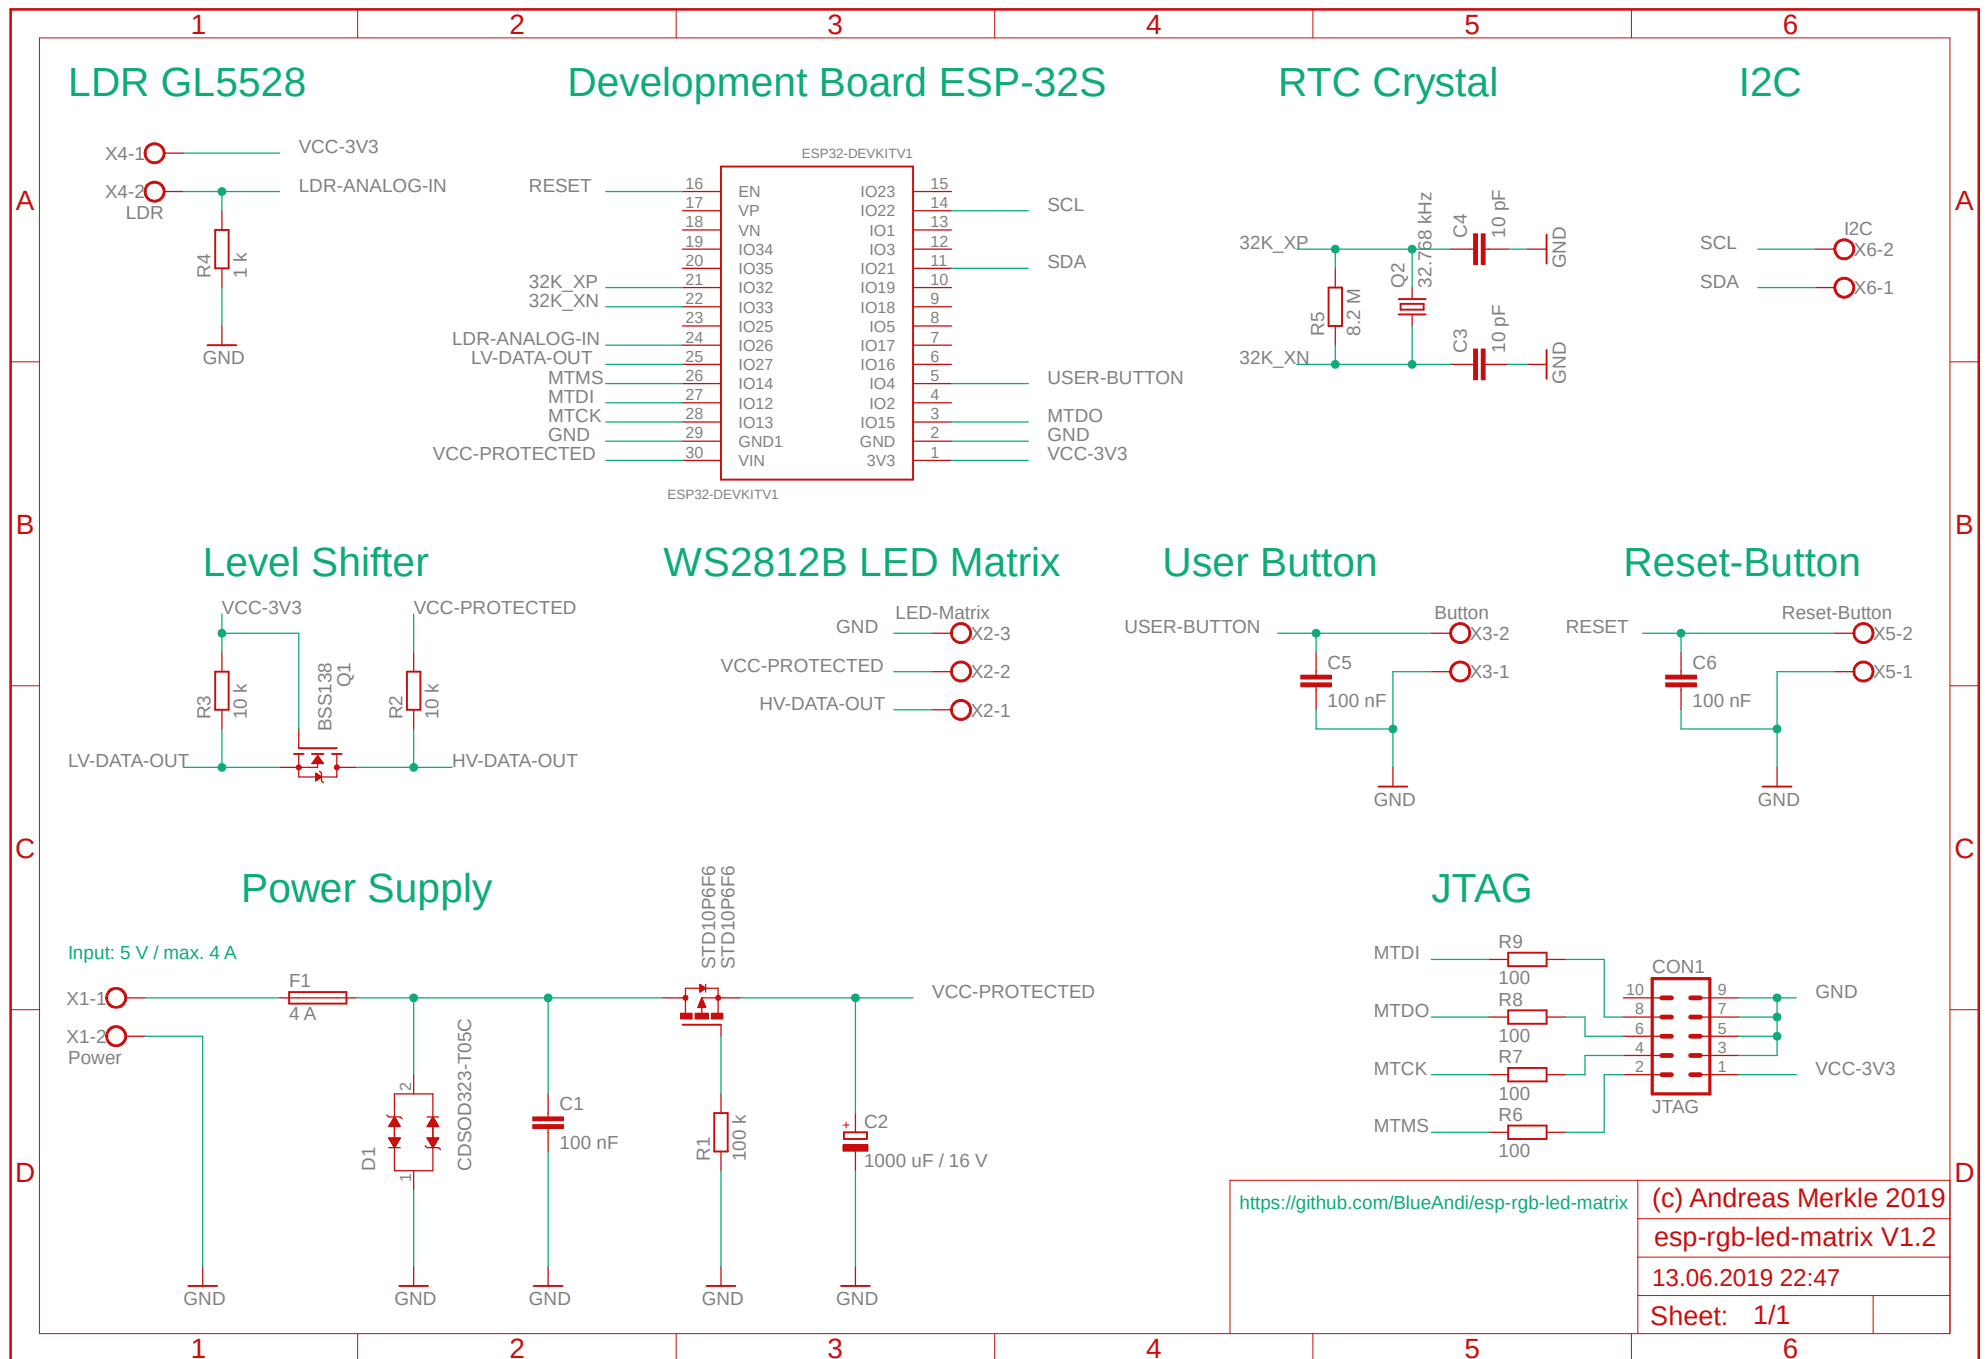 1 2 3 4 5 6
LDR GL5528
Development Board ESP-32S
RTC Crystal
I2C
A
A
X4-1
VCC-3V3
X4-2
LDR-ANALOG-IN
LDR
R4
1 k
GND
ESP32-DEVKITV1
RESET 16 EN IO23 15
17 VP IO22 14 SCL
18 VN IO1 13
19 IO34 IO3 12
20 IO35 IO21 11 SDA
32K_XP 21 IO32 IO19 10
32K_XN 22 IO33 IO18 9
23 IO25 IO5 8
LDR-ANALOG-IN 24 IO26 IO17 7
LV-DATA-OUT 25 IO27 IO16 6
MTMS 26 IO14 IO4 5 USER-BUTTON
MTDI 27 IO12 IO2 4
MTCK 28 IO13 IO15 3 MTDO
GND 29 GND1 GND 2 GND
VCC-PROTECTED 30 VIN 3V3 1 VCC-3V3
ESP32-DEVKITV1
32K_XP
32K_XN
R5
8.2 M
Q2
32.768 kHz
C4
10 pF
GND
C3
10 pF
GND
I2C
SCL X6-2
SDA X6-1
B
B
Level Shifter
WS2812B LED Matrix
User Button
Reset-Button
VCC-3V3
VCC-PROTECTED
R3
10 k
BSS138
Q1
R2
10 k
LV-DATA-OUT
HV-DATA-OUT
LED-Matrix
GND X2-3
VCC-PROTECTED X2-2
HV-DATA-OUT X2-1
Button
USER-BUTTON X3-2
X3-1
C5
100 nF
GND
Reset-Button
RESET X5-2
X5-1
C6
100 nF
GND
C
C
Power Supply
Input: 5 V / max. 4 A
X1-1
X1-2
Power
F1
4 A
GND
2
D1
1
CDSOD323-T05C
GND
C1
100 nF
GND
STD10P6F6
STD10P6F6
R1
100 k
GND
VCC-PROTECTED
+
C2
1000 uF / 16 V
GND
JTAG
MTDI
R9
100
MTDO
R8
100
MTCK
R7
100
MTMS
R6
100
CON1
10 9 GND
8 7
6 5
4 3
2 1 VCC-3V3
JTAG
D
D
https://github.com/BlueAndi/esp-rgb-led-matrix
(c) Andreas Merkle 2019
esp-rgb-led-matrix V1.2
13.06.2019 22:47
Sheet: 1/1
1 2 3 4 5 6